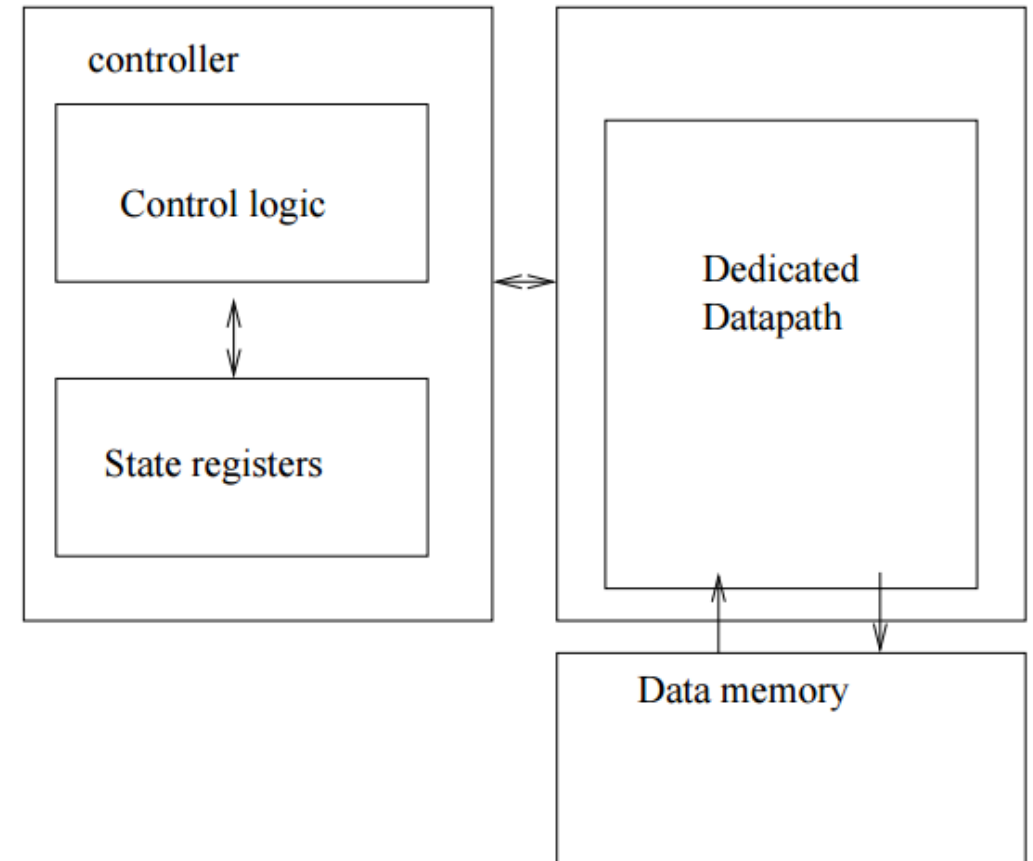 controller
Control logic
State registers
Dedicated
Datapath
Data memory